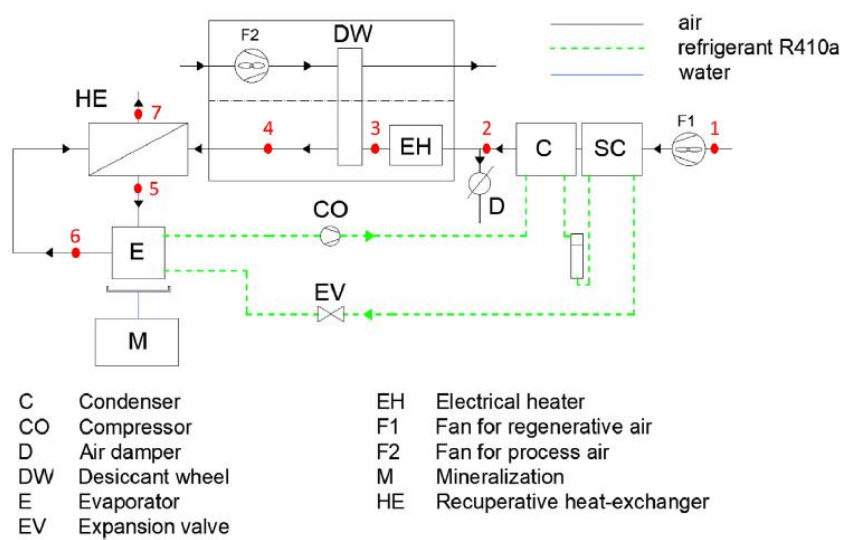 air
refrigerant R410a
water
F2
DW
HE
7
4
3
EH
2
C
SC
F1
1
5
D
CO
6
E
EV
M
C Condenser
CO Compressor
D Air damper
DW Desiccant wheel
E Evaporator
EV Expansion valve
EH Electrical heater
F1 Fan for regenerative air
F2 Fan for process air
M Mineralization
HE Recuperative heat-exchanger